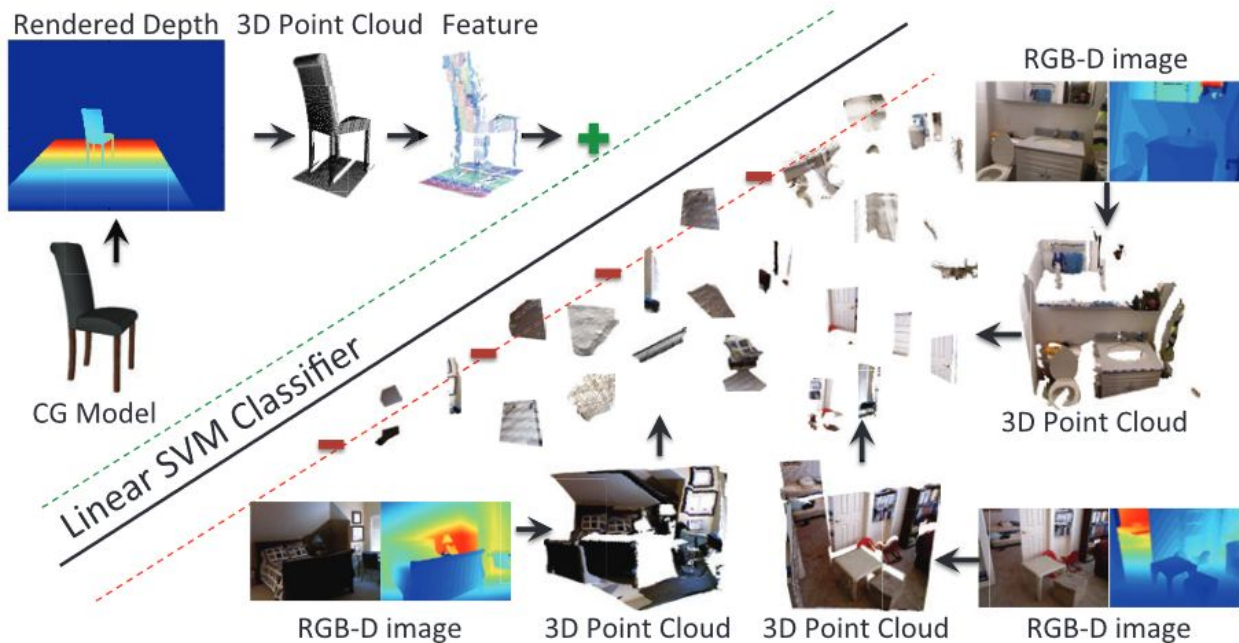 Rendered Depth
3D Point Cloud
Feature
RGB-D image
CG Model
Linear SVM Classifier
3D Point Cloud
RGB-D image
3D Point Cloud
3D Point Cloud
RGB-D image